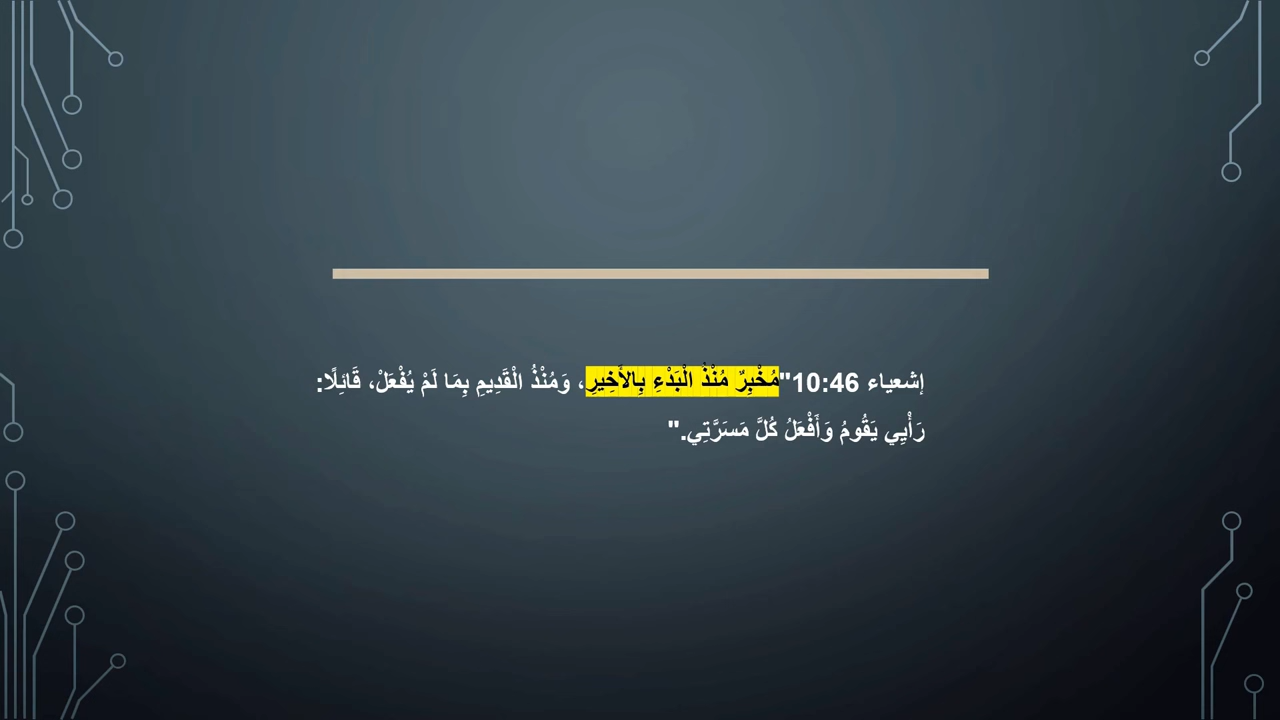 إشعياء 10:46"مُخْبِرٌ مُنْذُ الْبَدْءِ بِالأَخِيرِ، وَمُنْذُ الْقَدِيمِ بِمَا لَمْ يُفْعَلْ، قَائِلًا:
رَأْيِي يَقُومُ وَأَفْعَلُ كُلَّ مَسَرَّتِي."